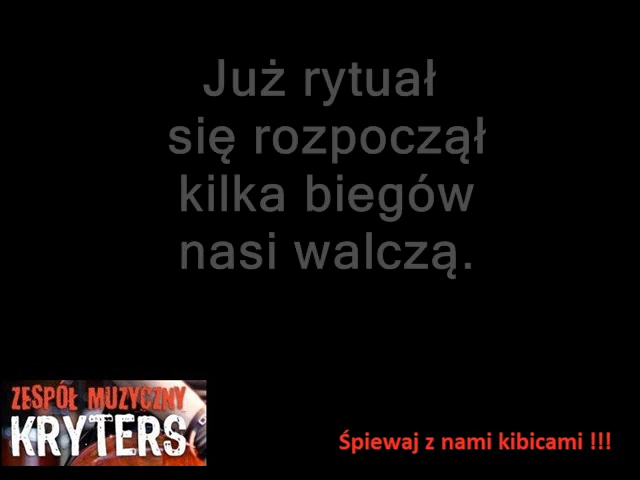 Już rytuał
się rozpoczął
kilka biegów
nasi walczą.
ZESPÓŁ MUZYCZNY
KRYTERS
Śpiewaj z nami kibicami !!!